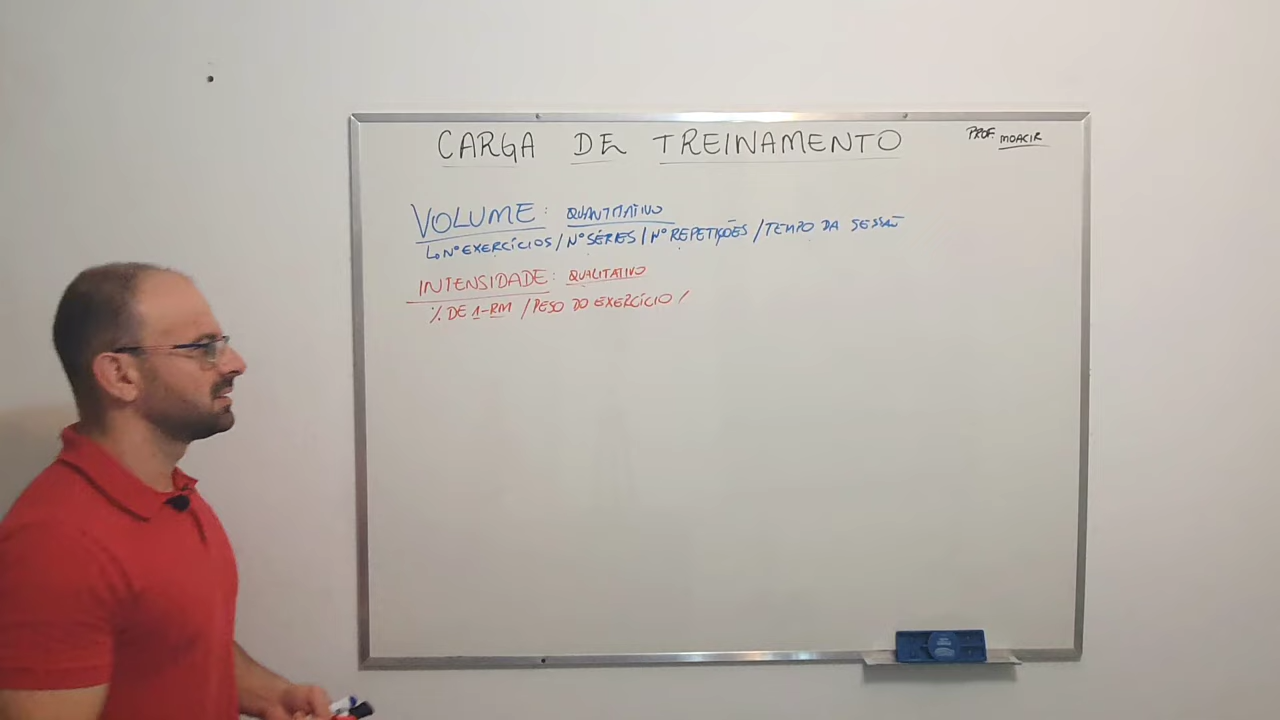 CARGA DE TREINAMENTO
PROF. MOACIR
VOLUME: QUANTITATIVO
↳ Nº EXERCÍCIOS / Nº SÉRIES / Nº REPETIÇÕES / TEMPO DA SESSÃO
INTENSIDADE: QUALITATIVO
% DE 1-RM / PESO DO EXERCÍCIO /